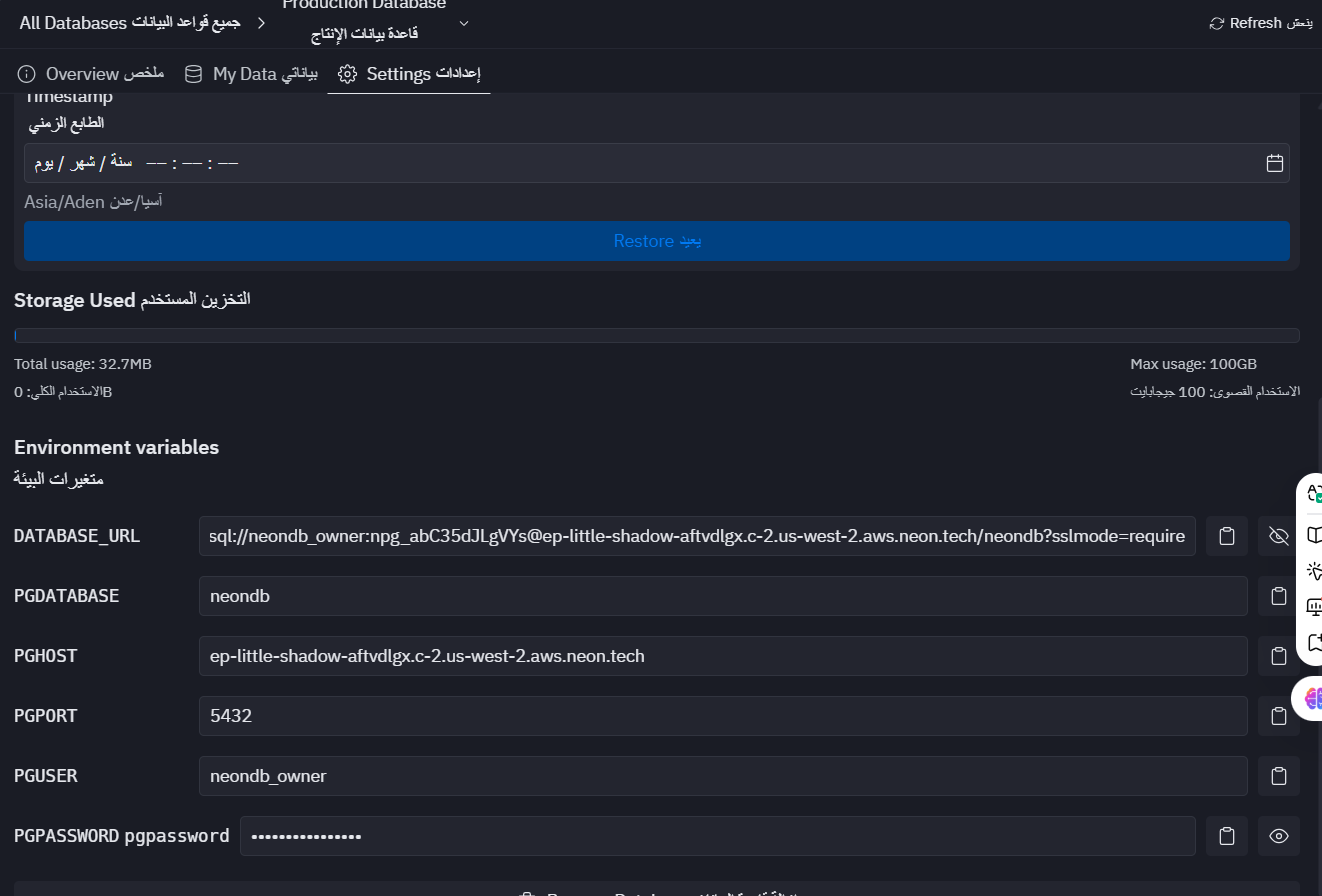 All Databases جميع قواعد البيانات
Production Database
قاعدة بيانات الإنتاج
Refresh ينعش
Overview ملخص
My Data بياناتي
Settings إعدادات
Timestamp
الطابع الزمني
يوم / شهر / سنة -- : -- : --
Asia/Aden آسيا/عدن
Restore يعيد
Storage Used التخزين المستخدم
Total usage: 32.7MB
Max usage: 100GB
الاستخدام الكلي: 0B
الاستخدام القصوى: 100 جيجابايت
Environment variables
متغيرات البيئة
DATABASE_URL
sql://neondb_owner:npg_abC35dJLgVYs@ep-little-shadow-aftvdlgx.c-2.us-west-2.aws.neon.tech/neondb?sslmode=require
PGDATABASE
neondb
PGHOST
ep-little-shadow-aftvdlgx.c-2.us-west-2.aws.neon.tech
PGPORT
5432
PGUSER
neondb_owner
PGPASSWORD pgpassword
••••••••••••••••